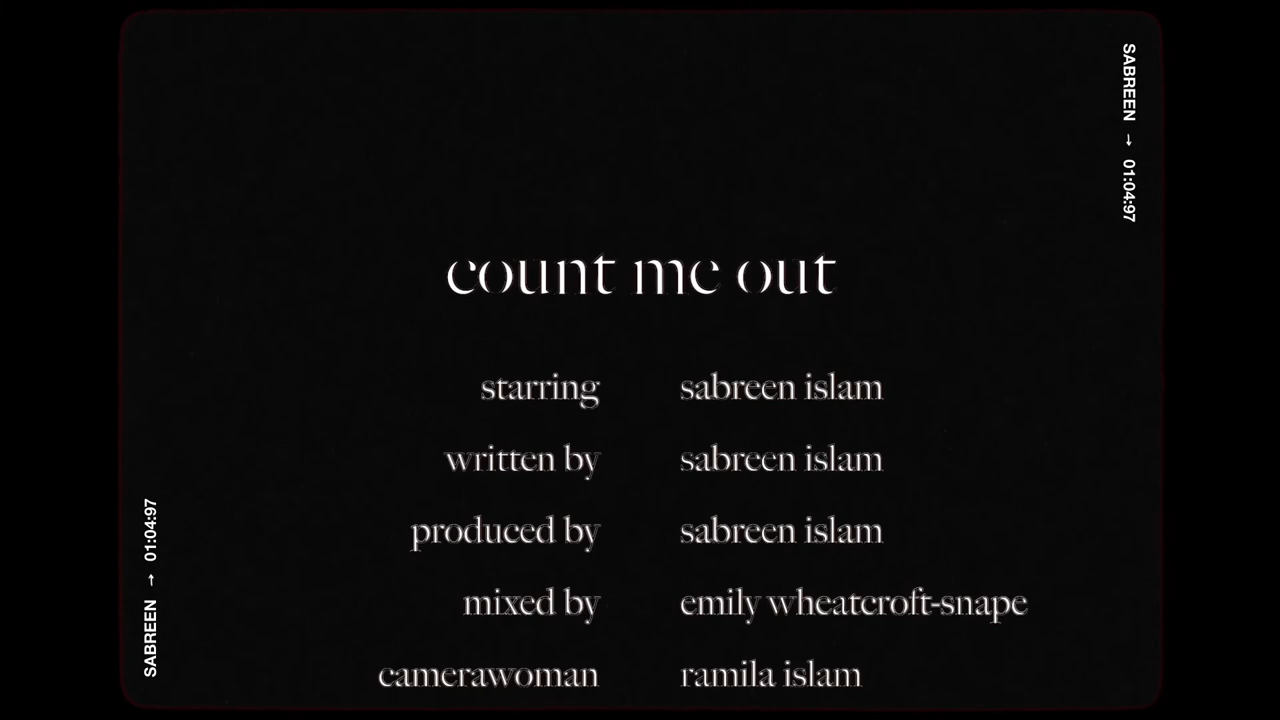 SABREEN → 01:04:97
count me out
starring sabreen islam
written by sabreen islam
produced by sabreen islam
mixed by emily wheatcroft-snape
camerawoman ramila islam
SABREEN → 01:04:97